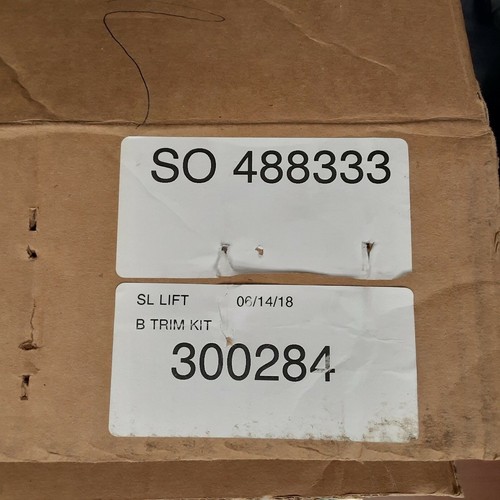 SO 488333
SL LIFT 06/14/18
B TRIM KIT
300284